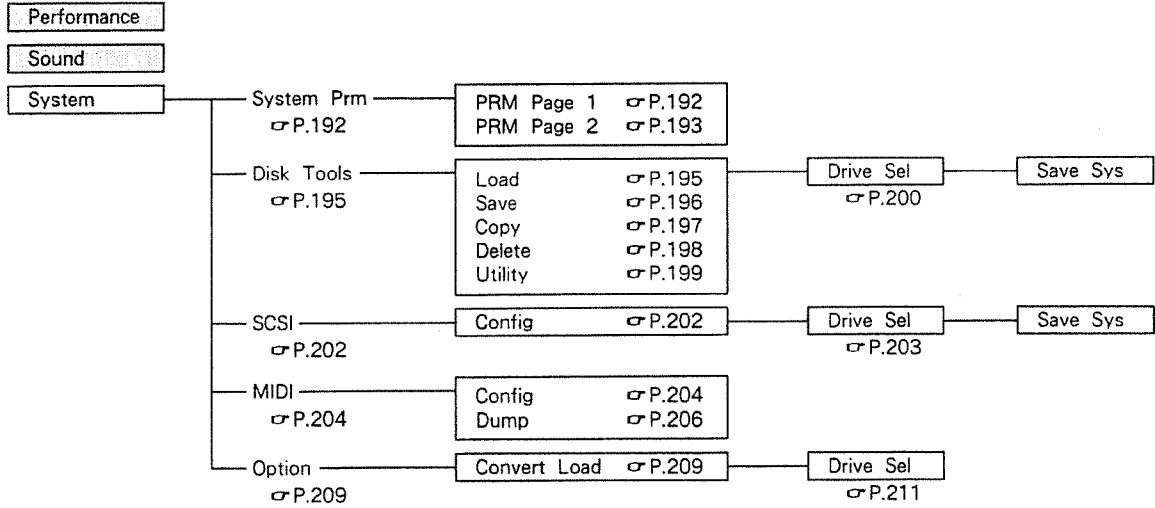 Performance
Sound
System
System Prm
☞P.192
PRM Page 1 ☞P.192
PRM Page 2 ☞P.193
Disk Tools
☞P.195
Load ☞P.195
Save ☞P.196
Copy ☞P.197
Delete ☞P.198
Utility ☞P.199
Drive Sel
☞P.200
Save Sys
SCSI
☞P.202
Config ☞P.202
Drive Sel
☞P.203
Save Sys
MIDI
☞P.204
Config ☞P.204
Dump ☞P.206
Option
☞P.209
Convert Load ☞P.209
Drive Sel
☞P.211